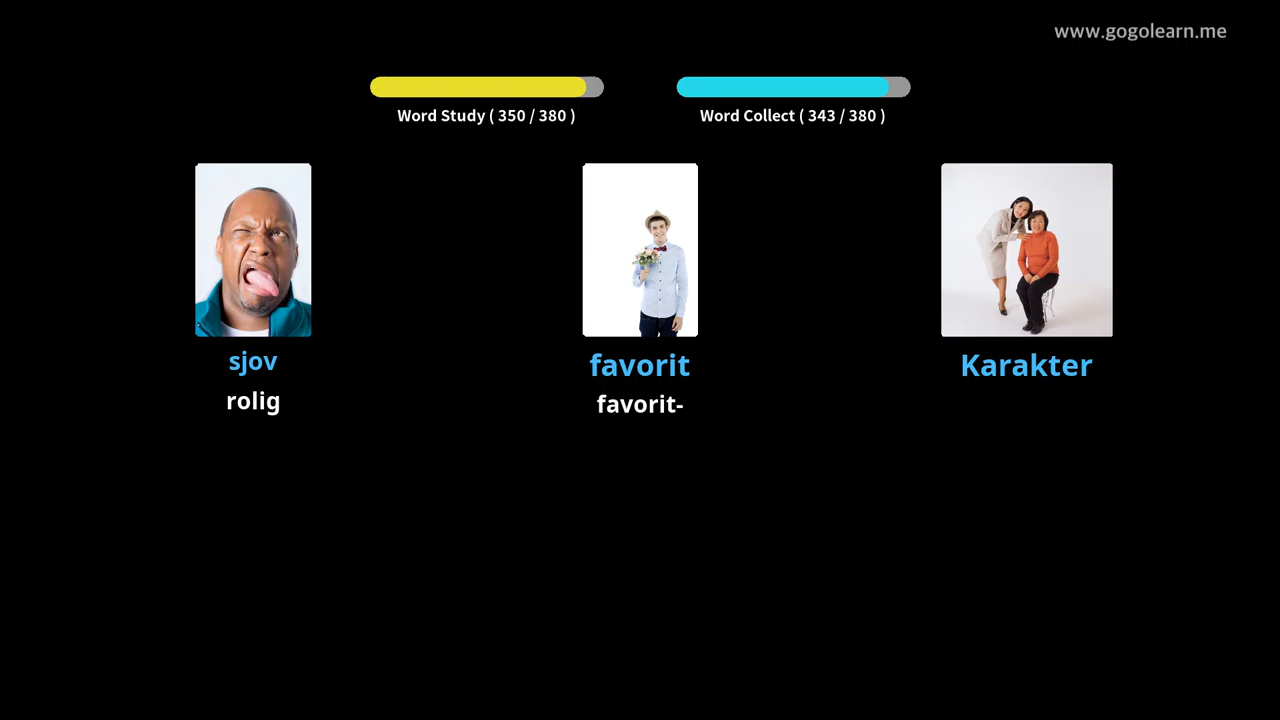 www.gogolearn.me
Word Study ( 350 / 380 )
Word Collect ( 343 / 380 )
sjov
rolig
favorit
favorit-
Karakter